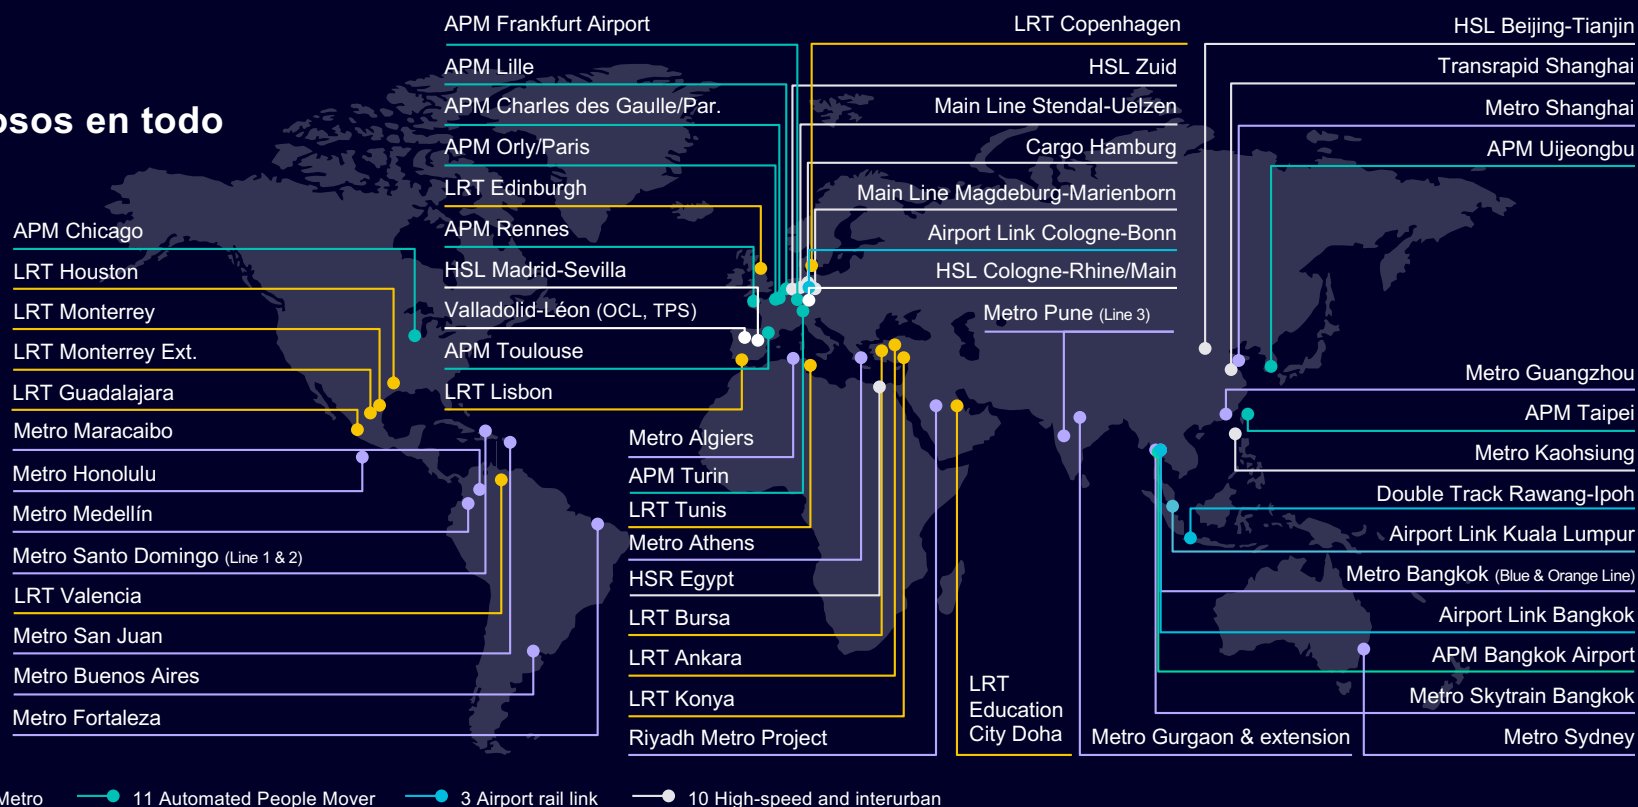 osos en todo
APM Chicago
LRT Houston
LRT Monterrey
LRT Monterrey Ext.
LRT Guadalajara
Metro Maracaibo
Metro Honolulu
Metro Medellín
Metro Santo Domingo (Line 1 & 2)
LRT Valencia
Metro San Juan
Metro Buenos Aires
Metro Fortaleza
APM Frankfurt Airport
APM Lille
APM Charles des Gaulle/Par.
APM Orly/Paris
LRT Edinburgh
APM Rennes
HSL Madrid-Sevilla
Valladolid-Léon (OCL, TPS)
APM Toulouse
LRT Lisbon
Metro Algiers
APM Turin
LRT Tunis
Metro Athens
HSR Egypt
LRT Bursa
LRT Ankara
LRT Konya
Riyadh Metro Project
LRT Copenhagen
HSL Zuid
Main Line Stendal-Uelzen
Cargo Hamburg
Main Line Magdeburg-Marienborn
Airport Link Cologne-Bonn
HSL Cologne-Rhine/Main
Metro Pune (Line 3)
LRT
Education
City Doha
Metro Gurgaon & extension
HSL Beijing-Tianjin
Transrapid Shanghai
Metro Shanghai
APM Uijeongbu
Metro Guangzhou
APM Taipei
Metro Kaohsiung
Double Track Rawang-Ipoh
Airport Link Kuala Lumpur
Metro Bangkok (Blue & Orange Line)
Airport Link Bangkok
APM Bangkok Airport
Metro Skytrain Bangkok
Metro Sydney
Metro
11 Automated People Mover
3 Airport rail link
10 High-speed and interurban